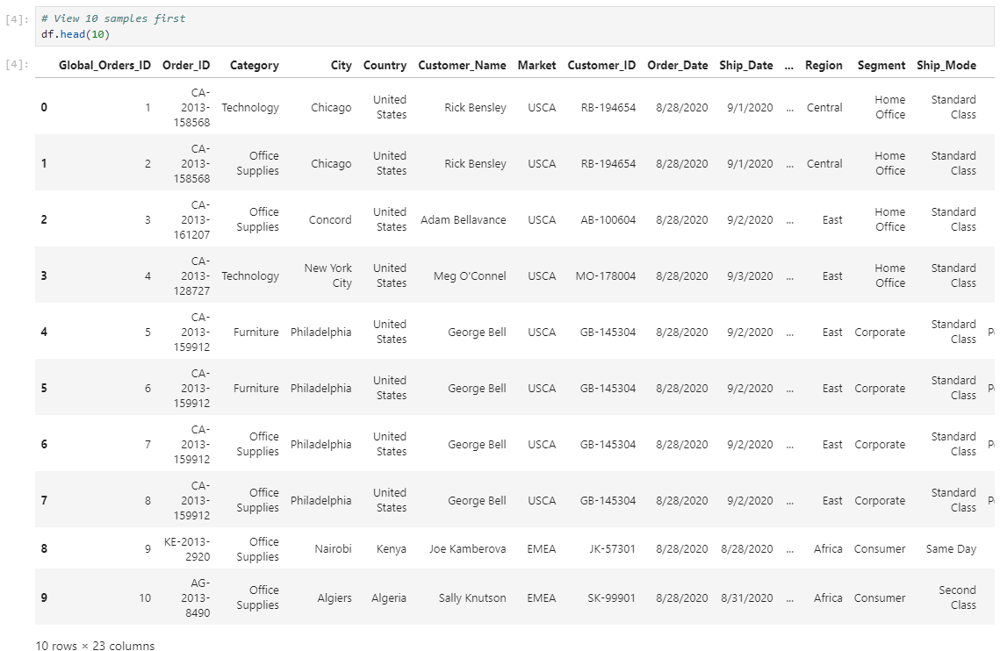 [4]: # View 10 samples first
df.head(10)
[4]: Global_Orders_ID Order_ID Category City Country Customer_Name Market Customer_ID Order_Date Ship_Date ... Region Segment Ship_Mode
0 1 CA-2013-158568 Technology Chicago United States Rick Bensley USCA RB-194654 8/28/2020 9/1/2020 ... Central Home Office Standard Class
1 2 CA-2013-158568 Office Supplies Chicago United States Rick Bensley USCA RB-194654 8/28/2020 9/1/2020 ... Central Home Office Standard Class
2 3 CA-2013-161207 Office Supplies Concord United States Adam Bellavance USCA AB-100604 8/28/2020 9/2/2020 ... East Home Office Standard Class
3 4 CA-2013-128727 Technology New York City United States Meg O'Connel USCA MO-178004 8/28/2020 9/3/2020 ... East Home Office Standard Class
4 5 CA-2013-159912 Furniture Philadelphia United States George Bell USCA GB-145304 8/28/2020 9/2/2020 ... East Corporate Standard Class
5 6 CA-2013-159912 Furniture Philadelphia United States George Bell USCA GB-145304 8/28/2020 9/2/2020 ... East Corporate Standard Class
6 7 CA-2013-159912 Office Supplies Philadelphia United States George Bell USCA GB-145304 8/28/2020 9/2/2020 ... East Corporate Standard Class
7 8 CA-2013-159912 Office Supplies Philadelphia United States George Bell USCA GB-145304 8/28/2020 9/2/2020 ... East Corporate Standard Class
8 9 KE-2013-2920 Office Supplies Nairobi Kenya Joe Kamberova EMEA JK-57301 8/28/2020 8/28/2020 ... Africa Consumer Same Day
9 10 AG-2013-8490 Office Supplies Algiers Algeria Sally Knutson EMEA SK-99901 8/28/2020 8/31/2020 ... Africa Consumer Second Class
10 rows × 23 columns